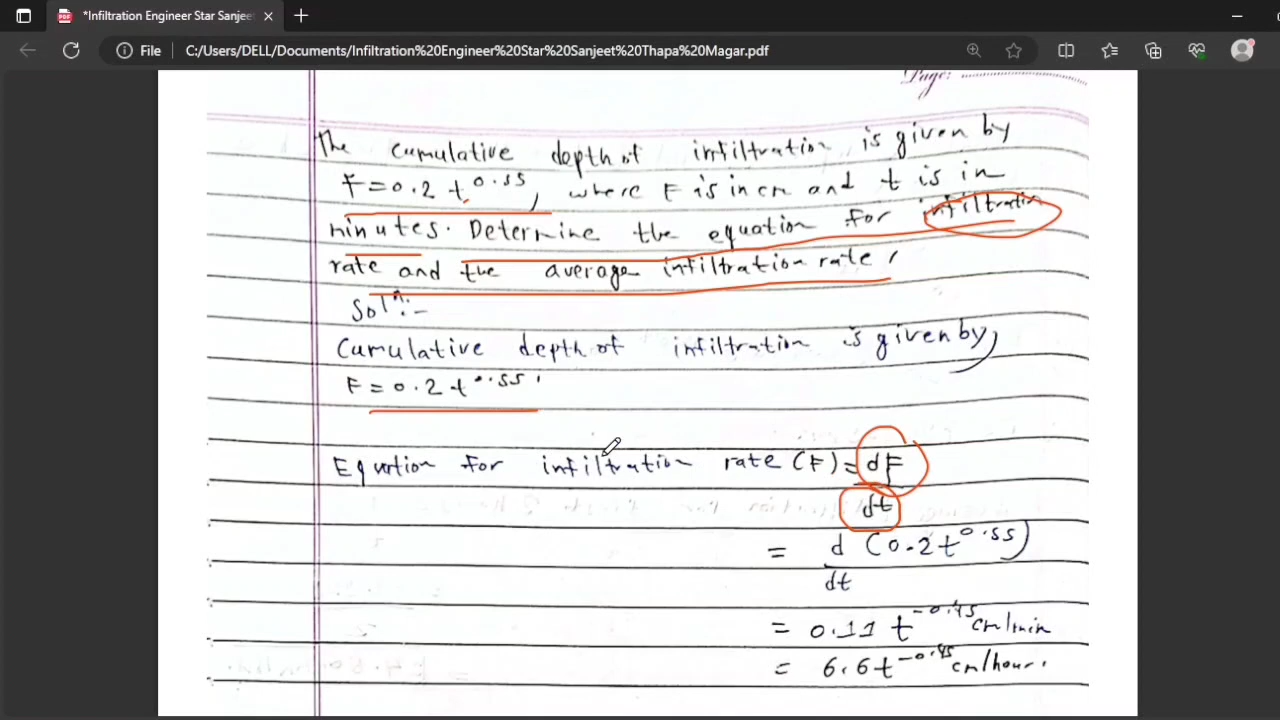 *Infiltration Engineer Star Sanjee
File
C:/Users/DELL/Documents/Infiltration%20Engineer%20Star%20Sanjeet%20Thapa%20Magar.pdf
Page:
The cumulative depth of infiltration is given by
F = 0.2 t^0.55, where F is in cm and t is in
minutes. Determine the equation for infiltration
rate and the average infiltration rate,
Solⁿ:-
Cumulative depth of infiltration is given by,
F = 0.2 t^0.55,
Equation for infiltration rate (F) = dF
dt
= d (0.2 t^0.55)
dt
= 0.11 t^-0.45 cm/min
= 6.6 t^-0.45 cm/hour.